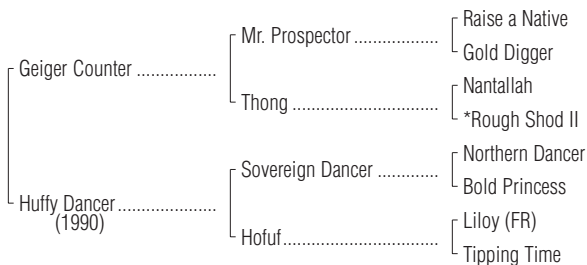 Raise a Native
Mr. Prospector ....................
Gold Digger
Geiger Counter ...................
Nantallah
Thong ...................................
*Rough Shod II
Northern Dancer
Sovereign Dancer ...............
Bold Princess
Huffy Dancer .......................
(1990)
Liloy (FR)
Hofuf .....................................
Tipping Time